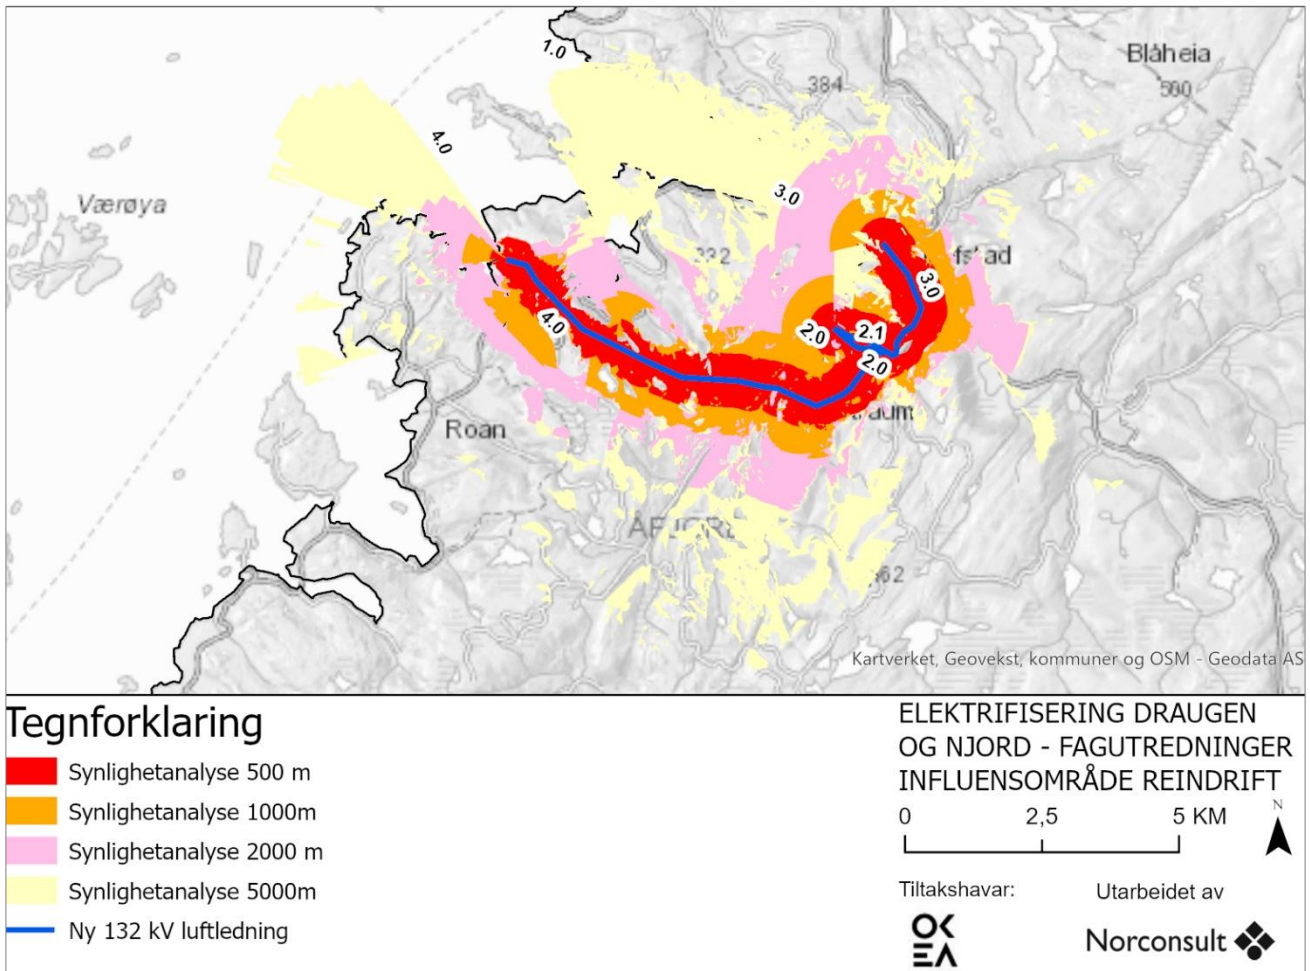 Blåheia
500
384
1.0
4.0
3.0
Værøya
332
3.0
4.0
2.1
2.0
2.0
Roan
Kartverket, Geovekst, kommuner og OSM - Geodata AS
Tegnforklaring
Synlighetanalyse 500 m
Synlighetanalyse 1000m
Synlighetanalyse 2000 m
Synlighetanalyse 5000m
Ny 132 kV luftledning
ELEKTRIFISERING DRAUGEN
OG NJORD - FAGUTREDNINGER
INFLUENSOMRÅDE REINDRIFT
0 2,5 5 KM
N
Tiltakshavar: Utarbeidet av
OKEA
Norconsult